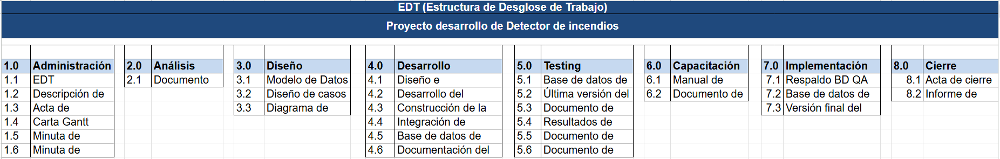 EDT (Estructura de Desglose de Trabajo)
Proyecto desarrollo de Detector de incendios
1.0 Administración 2.0 Análisis 3.0 Diseño 4.0 Desarrollo 5.0 Testing 6.0 Capacitación 7.0 Implementación 8.0 Cierre
1.1 EDT 2.1 Documento 3.1 Modelo de Datos 4.1 Diseño e 5.1 Base de datos de 6.1 Manual de 7.1 Respaldo BD QA 8.1 Acta de cierre
1.2 Descripción de 3.2 Diseño de casos 4.2 Desarrollo del 5.2 Última versión del 6.2 Documento de 7.2 Base de datos de 8.2 Informe de
1.3 Acta de 3.3 Diagrama de 4.3 Construcción de la 5.3 Documento de 7.3 Versión final del
1.4 Carta Gantt 4.4 Integración de 5.4 Resultados de
1.5 Minuta de 4.5 Base de datos de 5.5 Documento de
1.6 Minuta de 4.6 Documentación del 5.6 Documento de